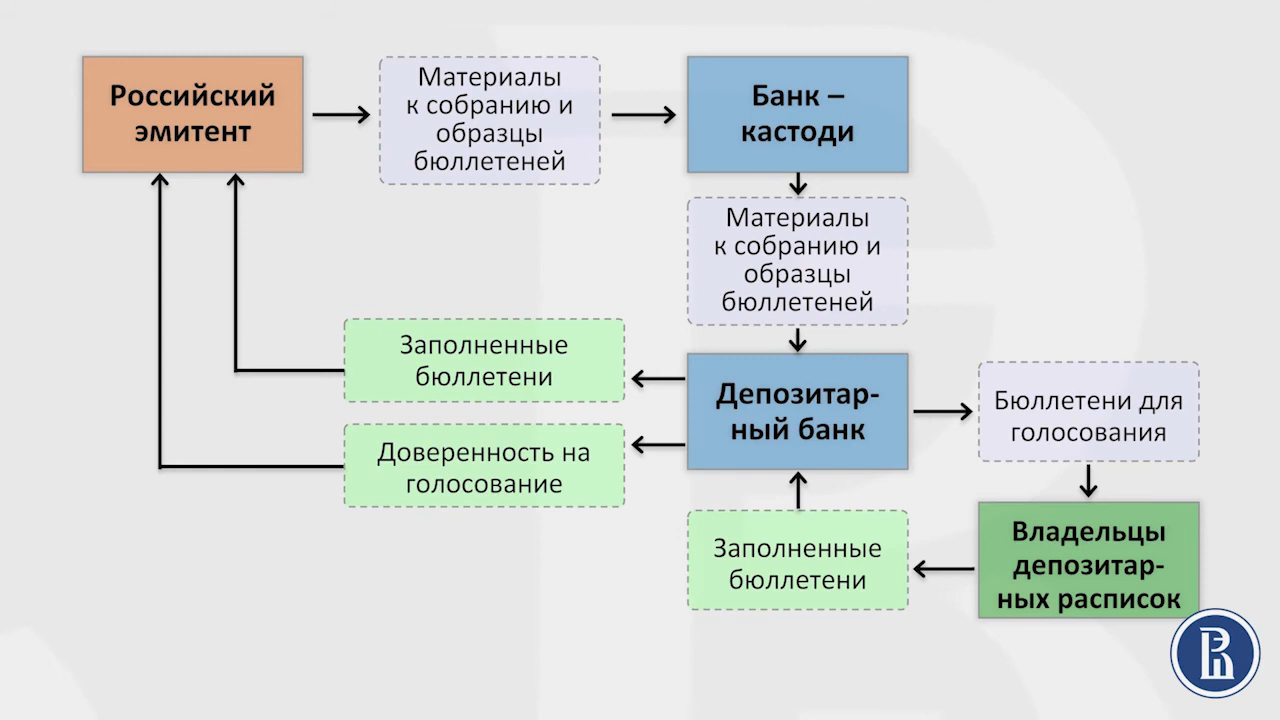 Российский
эмитент
Материалы
к собранию и
образцы
бюллетеней
Банк –
кастоди
Материалы
к собранию и
образцы
бюллетеней
Заполненные
бюллетени
Депозитар-
ный банк
Бюллетени для
голосования
Доверенность на
голосование
Заполненные
бюллетени
Владельцы
депозитар-
ных расписок